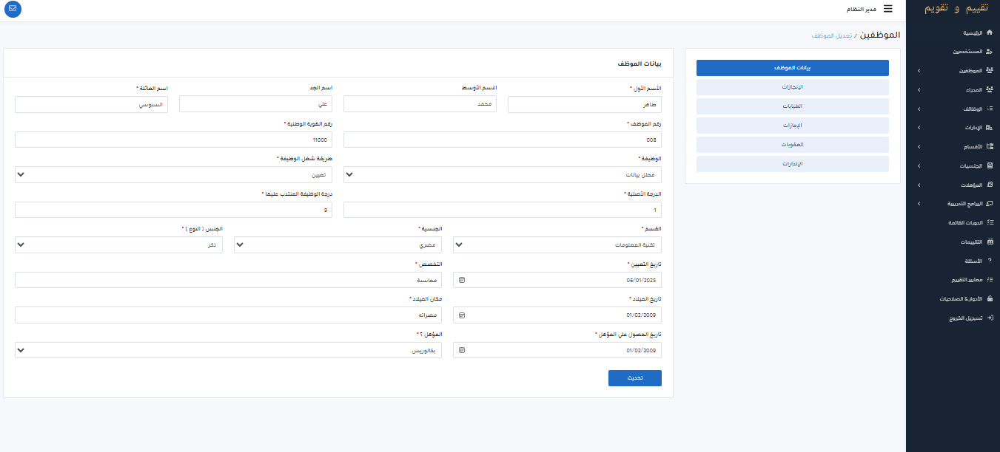 تقييم و تقويم
الرئيسية
المستخدمين
الموظفين
المدراء
الوظائف
الإدارات
الأقسام
الجنسيات
المؤهلات
البرامج التدريبية
الدورات القائمة
التقييمات
الأسئلة
معايير التقييم
الأدوار & الصلاحيات
تسجيل الخروج
مدير النظام
الموظفين / تعديل الموظف
بيانات الموظف
الإنجازات
الغيابات
الإجازات
العقوبات
الإنذارات
بيانات الموظف
الأسم الأول * الاسم الأوسط اسم الجد اسم العائلة *
طاهر محمد علي السنوسي
رقم الموظف * رقم الهوية الوطنية *
008 11000
الوظيفة * طريقة شغل الوظيفة *
محلل بيانات تعيين
الدرجة الأصلية * درجة الوظيفة المنتدب عليها *
1 9
القسم * الجنسية * الجنس ( النوع ) *
تقنية المعلومات مصري ذكر
تاريخ التعيين * التخصص *
06/01/2025 محاسبة
تاريخ الميلاد * مكان الميلاد *
01/02/2009 مصراته
تاريخ الحصول علي المؤهل * المؤهل ؟ *
01/02/2009 بكالوريس
تحديث